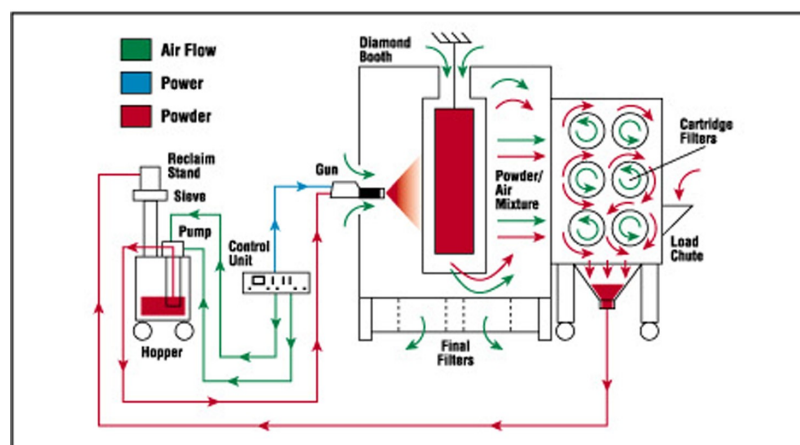 Air Flow
Power
Powder
Diamond
Booth
Reclaim
Stand
Sieve
Pump
Control
Unit
Hopper
Gun
Powder/
Air
Mixture
Final
Filters
Cartridge
Filters
Load
Chute